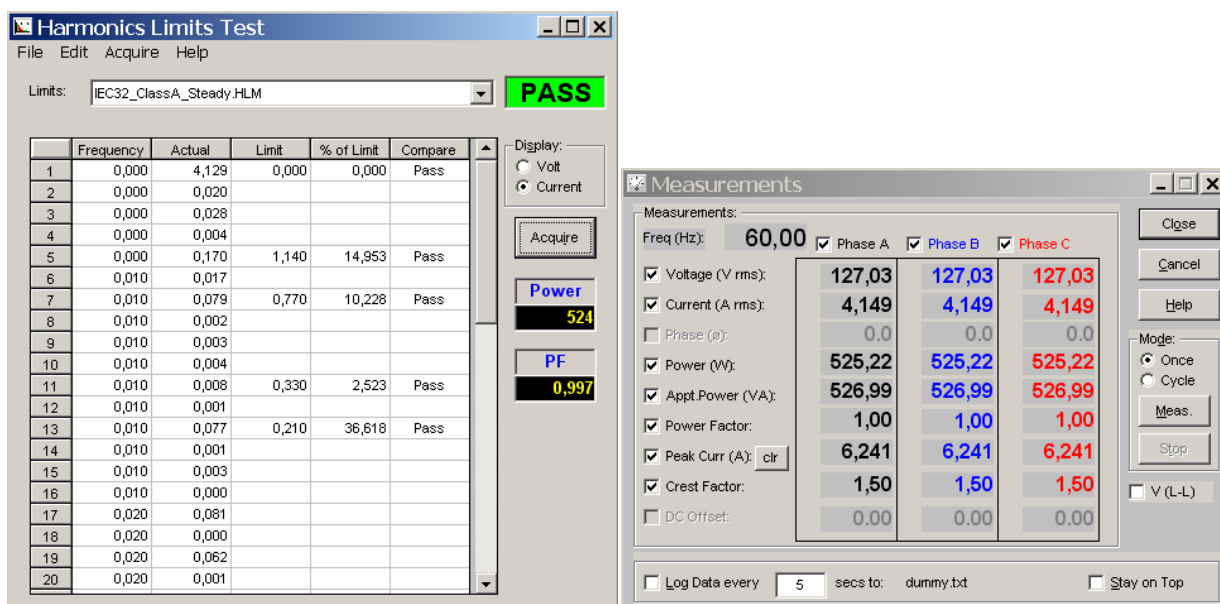 Harmonics Limits Test
File Edit Acquire Help
Limits: IEC32_ClassA_Steady.HLM PASS
Frequency Actual Limit % of Limit Compare
1 0,000 4,129 0,000 0,000 Pass
2 0,000 0,020
3 0,000 0,028
4 0,000 0,004
5 0,000 0,170 1,140 14,953 Pass
6 0,010 0,017
7 0,010 0,079 0,770 10,228 Pass
8 0,010 0,002
9 0,010 0,003
10 0,010 0,004
11 0,010 0,008 0,330 2,523 Pass
12 0,010 0,001
13 0,010 0,077 0,210 36,618 Pass
14 0,010 0,001
15 0,010 0,003
16 0,010 0,000
17 0,020 0,081
18 0,020 0,000
19 0,020 0,062
20 0,020 0,001
Display:
Volt
Current
Acquire
Power
524
PF
0,997
Measurements
Measurements:
Freq (Hz): 60,00 Phase A Phase B Phase C
Voltage (V rms): 127,03 127,03 127,03
Current (A rms): 4,149 4,149 4,149
Phase (ø): 0.0 0.0 0.0
Power (W): 525,22 525,22 525,22
Appt.Power (VA): 526,99 526,99 526,99
Power Factor: 1,00 1,00 1,00
Peak Curr (A): clr 6,241 6,241 6,241
Crest Factor: 1,50 1,50 1,50
DC Offset: 0.00 0.00 0.00
Close
Cancel
Help
Mode:
Once
Cycle
Meas.
Stop
V (L-L)
Log Data every 5 secs to: dummy.txt Stay on Top